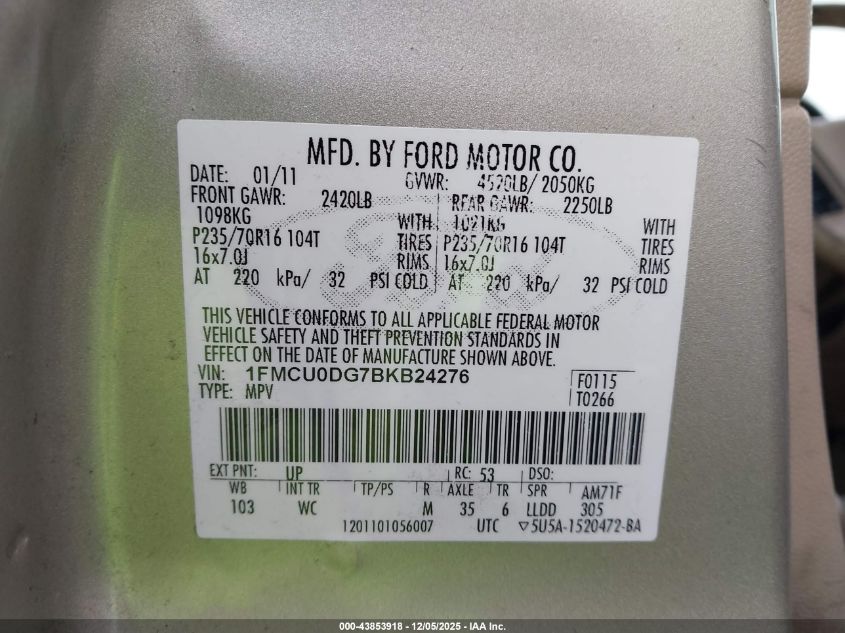 MFD. BY FORD MOTOR CO.
DATE: 01/11 GVWR: 4520LB/ 2050KG
FRONT GAWR: 2420LB REAR GAWR: 2250LB
1098KG WITH 1021KG WITH
P235/70R16 104T TIRES P235/70R16 104T TIRES
16x7.0J RIMS 16x7.0J RIMS
AT 220 kPa/ 32 PSI COLD AT 220 kPa/ 32 PSI COLD
THIS VEHICLE CONFORMS TO ALL APPLICABLE FEDERAL MOTOR
VEHICLE SAFETY AND THEFT PREVENTION STANDARDS IN
EFFECT ON THE DATE OF MANUFACTURE SHOWN ABOVE.
VIN: 1FMCU0DG7BKB24276 F0115
TYPE: MPV T0266
EXT PNT: UP RC: 53 DSO:
WB INT TR TP/PS R AXLE TR SPR AM71F
103 WC M 35 6 LLDD 305
1201101056007 UTC ▽5U5A-1520472-BA
000-43853918 - 12/05/2025 - IAA Inc.